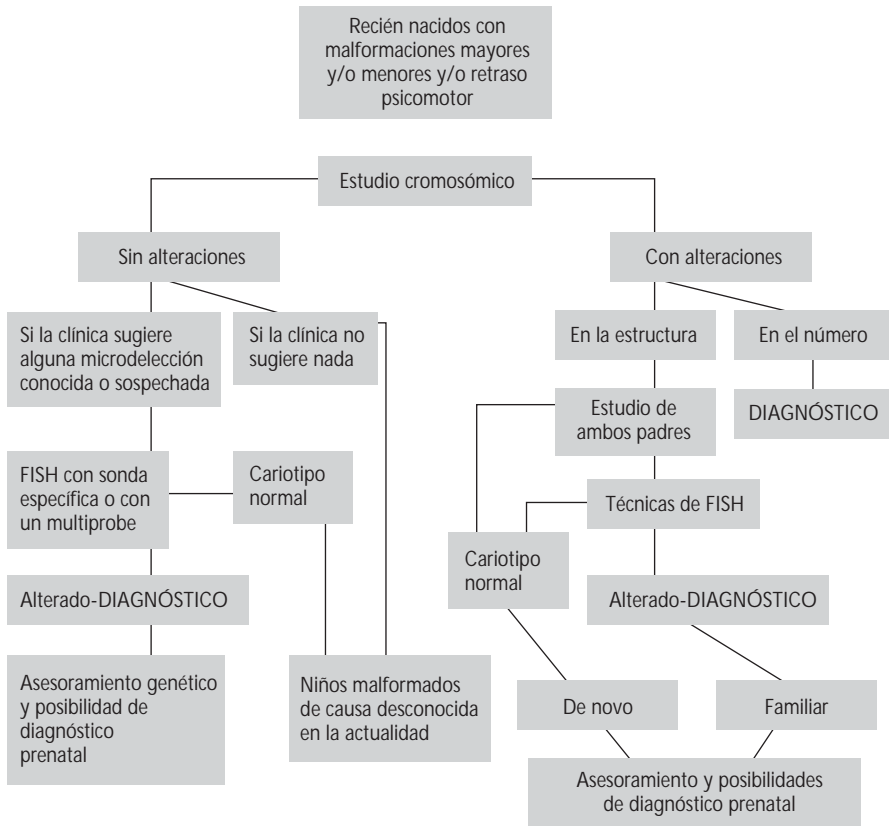 Recién nacidos con
malformaciones mayores
y/o menores y/o retraso
psicomotor
Estudio cromosómico
Sin alteraciones
Con alteraciones
Si la clínica sugiere
alguna microdelección
conocida o sospechada
Si la clínica no
sugiere nada
En la estructura
En el número
Estudio de
ambos padres
DIAGNÓSTICO
FISH con sonda
específica o con
un multiprobe
Cariotipo
normal
Técnicas de FISH
Cariotipo
normal
Alterado-DIAGNÓSTICO
Alterado-DIAGNÓSTICO
Asesoramiento genético
y posibilidad de
diagnóstico
prenatal
Niños malformados
de causa desconocida
en la actualidad
De novo
Familiar
Asesoramiento y posibilidades
de diagnóstico prenatal